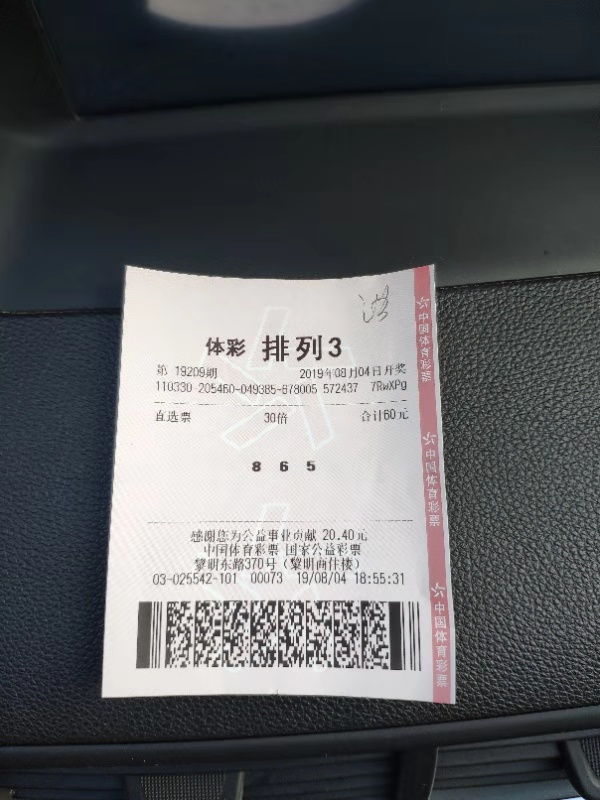 体彩 排列3
第 19209期 2019年08月04日开奖
110330-205460-049385-878005 572437 7RwXPg
直选票 30倍 合计60元
8 6 5
感谢您为公益事业贡献 20.40元
中国体育彩票 国家公益彩票
黎明东路370号(黎明商住楼)
03-025542-101 00073 19/08/04 18:55:31
中国体育彩票
中国体育彩票
中国体育彩票